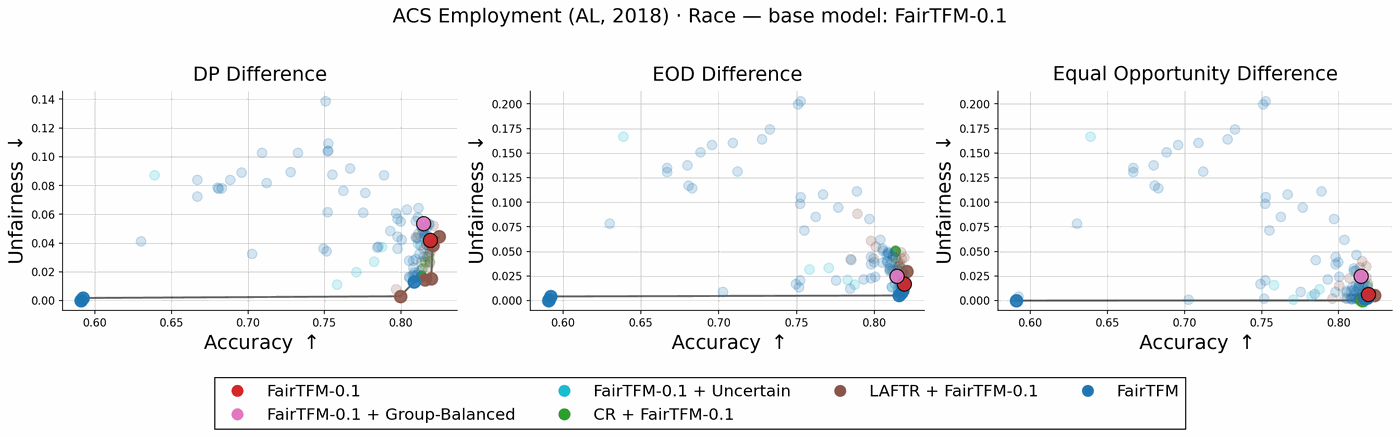 ACS Employment (AL, 2018) · Race — base model: FairTFM-0.1
DP Difference
EOD Difference
Equal Opportunity Difference
Unfairness ↓
0.14
0.12
0.10
0.08
0.06
0.04
0.02
0.00
0.60 0.65 0.70 0.75 0.80
Accuracy ↑
Unfairness ↓
0.200
0.175
0.150
0.125
0.100
0.075
0.050
0.025
0.000
0.60 0.65 0.70 0.75 0.80
Accuracy ↑
Unfairness ↓
0.200
0.175
0.150
0.125
0.100
0.075
0.050
0.025
0.000
0.60 0.65 0.70 0.75 0.80
Accuracy ↑
FairTFM-0.1 FairTFM-0.1 + Uncertain LAFTR + FairTFM-0.1 FairTFM
FairTFM-0.1 + Group-Balanced CR + FairTFM-0.1